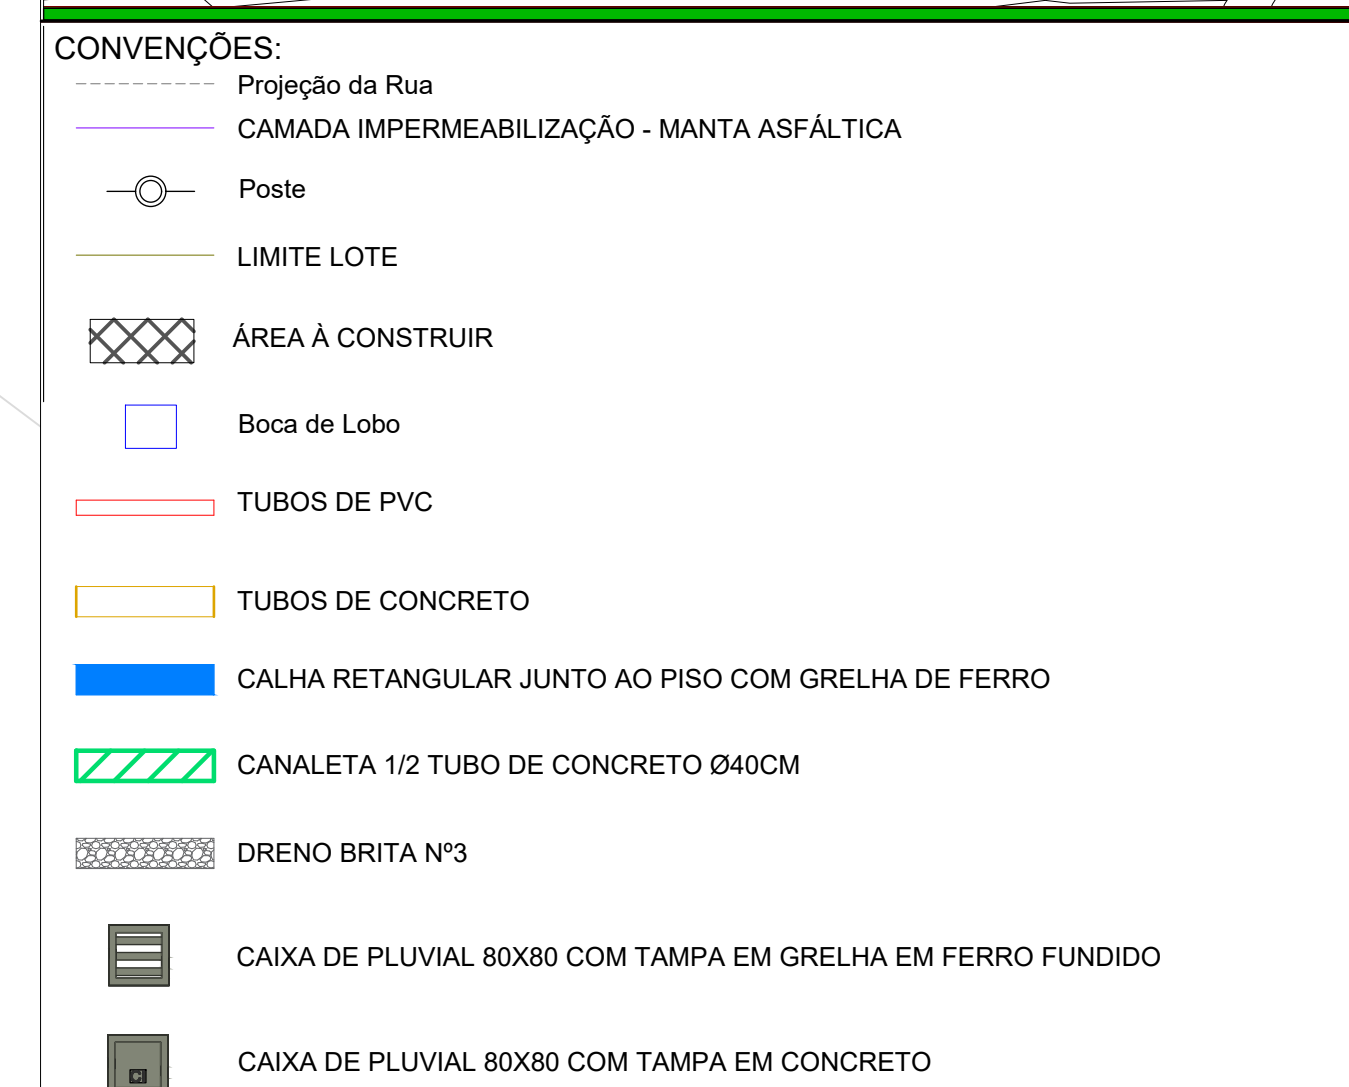 CONVENÇÕES:
Projeção da Rua
CAMADA IMPERMEABILIZAÇÃO - MANTA ASFÁLTICA
Poste
LIMITE LOTE
ÁREA À CONSTRUIR
Boca de Lobo
TUBOS DE PVC
TUBOS DE CONCRETO
CALHA RETANGULAR JUNTO AO PISO COM GRELHA DE FERRO
CANALETA 1/2 TUBO DE CONCRETO Ø40CM
DRENO BRITA Nº3
CAIXA DE PLUVIAL 80X80 COM TAMPA EM GRELHA EM FERRO FUNDIDO
CAIXA DE PLUVIAL 80X80 COM TAMPA EM CONCRETO